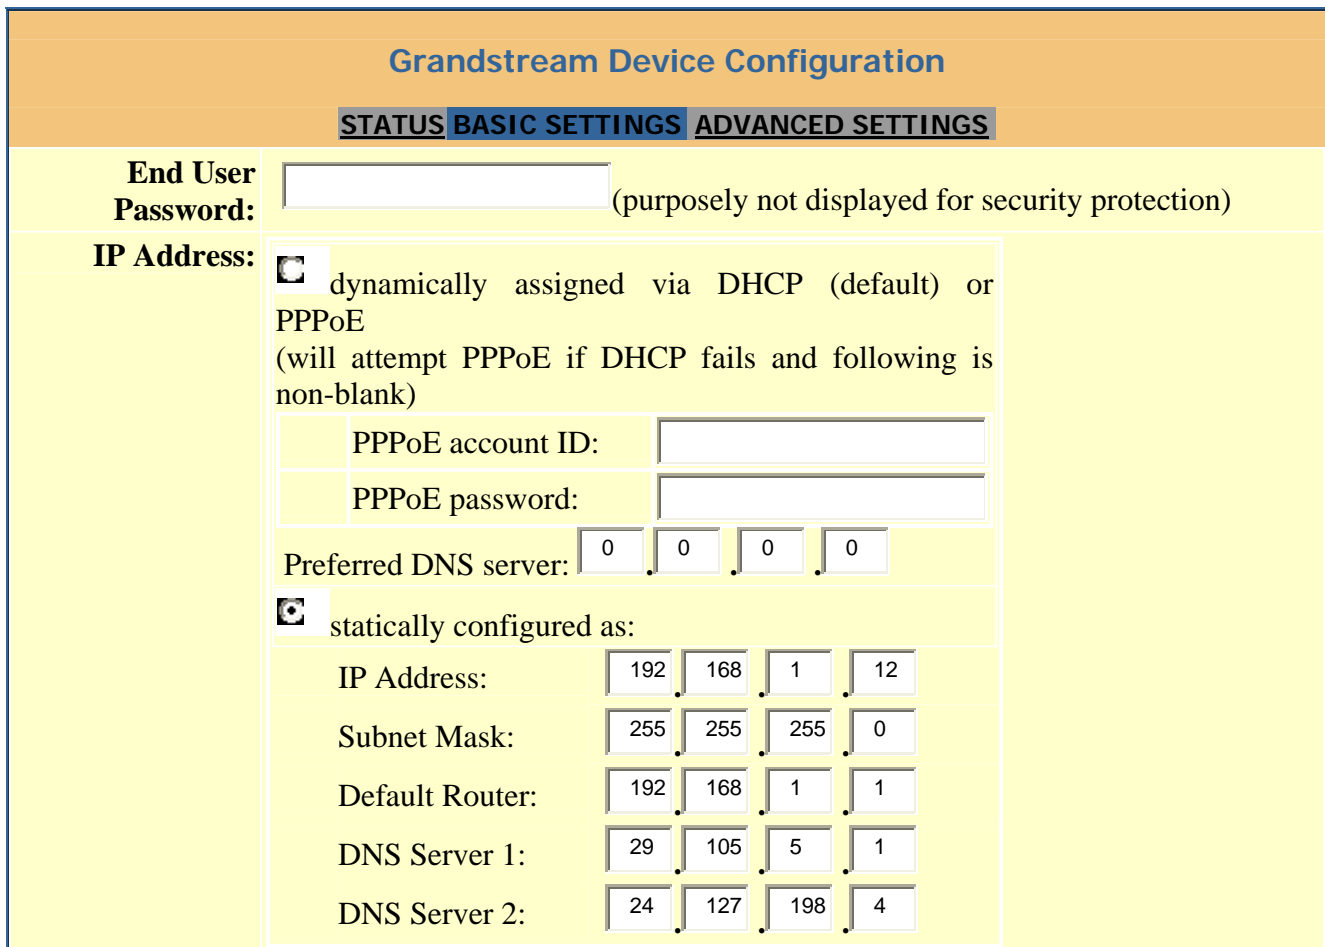 Grandstream Device Configuration
STATUS BASIC SETTINGS ADVANCED SETTINGS
End User
Password:
(purposely not displayed for security protection)
IP Address:
dynamically assigned via DHCP (default) or
PPPoE
(will attempt PPPoE if DHCP fails and following is
non-blank)
PPPoE account ID:
PPPoE password:
Preferred DNS server: 0 . 0 . 0 . 0
statically configured as:
IP Address: 192 . 168 . 1 . 12
Subnet Mask: 255 . 255 . 255 . 0
Default Router: 192 . 168 . 1 . 1
DNS Server 1: 29 . 105 . 5 . 1
DNS Server 2: 24 . 127 . 198 . 4